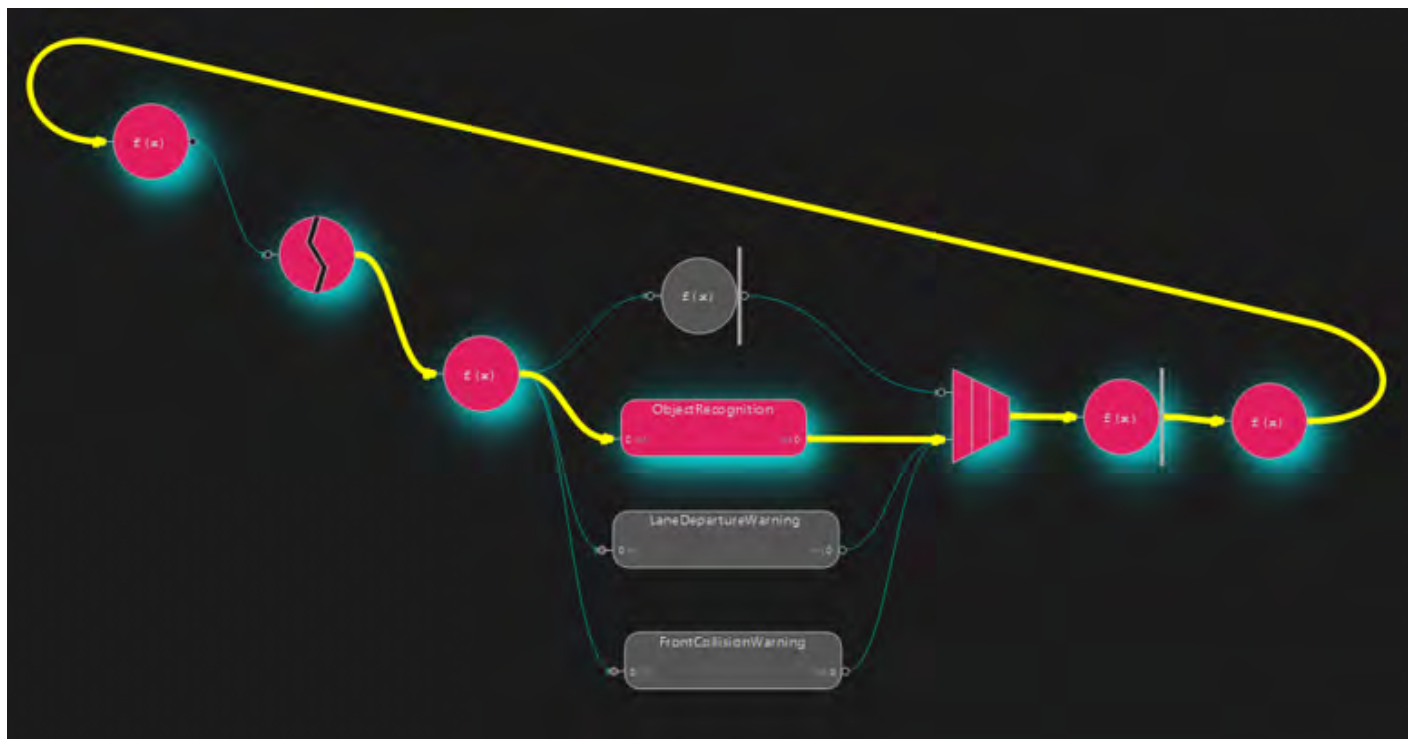 f(x)
f(x)
f(x)
ObjectRecognition
f(x)
f(x)
LaneDepartureWarning
FrontCollisionWarning